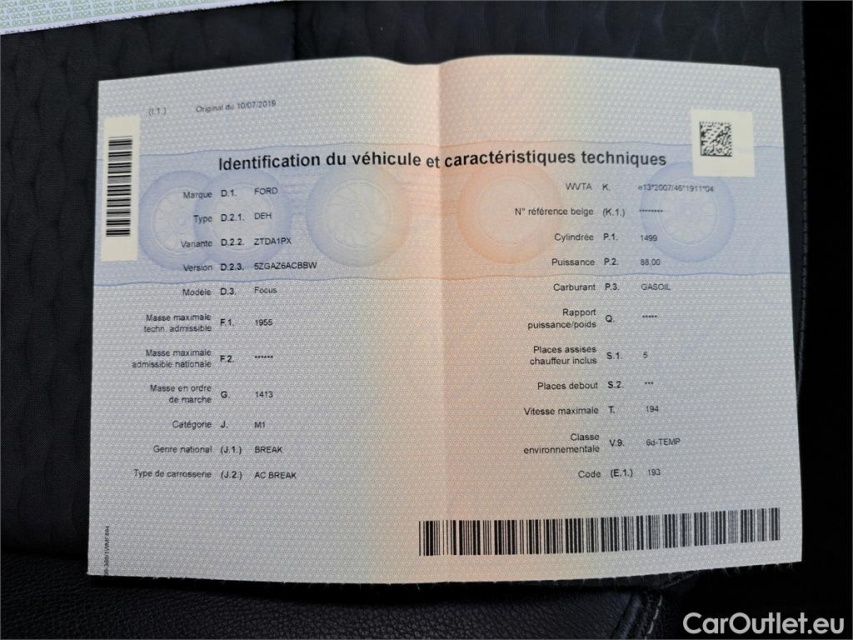 (I.1.) Original du 10/07/2019
Identification du véhicule et caractéristiques techniques
Marque D.1. FORD
Type D.2.1. DEH
Variante D.2.2. ZTDA1PX
Version D.2.3. 5ZGAZ6ACBBW
Modèle D.3. Focus
Masse maximale
techn. admissible F.1. 1955
Masse maximale
admissible nationale F.2. ******
Masse en ordre
de marche G. 1413
Catégorie J. M1
Genre national (J.1.) BREAK
Type de carrosserie (J.2.) AC BREAK
WVTA K. e13*2007/46*1911*04
N° référence belge (K.1.) ********
Cylindrée P.1. 1499
Puissance P.2. 88,00
Carburant P.3. GASOIL
Rapport
puissance/poids Q. *****
Places assises
chauffeur inclus S.1. 5
Places debout S.2. ***
Vitesse maximale T. 194
Classe
environnementale V.9. 6d-TEMP
Code (E.1.) 193
CarOutlet.eu